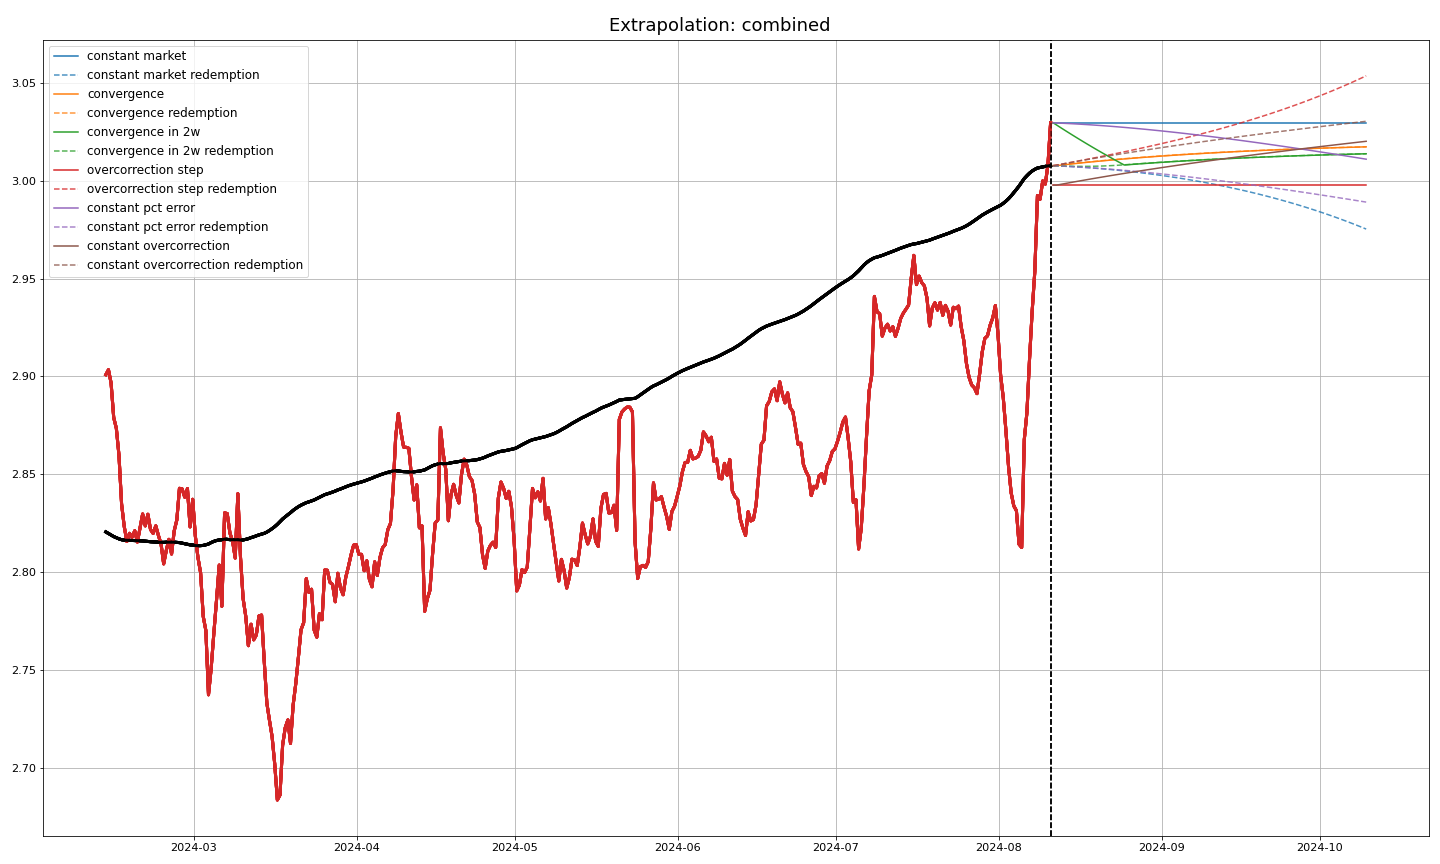 Extrapolation: combined
constant market
constant market redemption
convergence
convergence redemption
convergence in 2w
convergence in 2w redemption
overcorrection step
overcorrection step redemption
constant pct error
constant pct error redemption
constant overcorrection
constant overcorrection redemption
3.05
3.00
2.95
2.90
2.85
2.80
2.75
2.70
2024-03
2024-04
2024-05
2024-06
2024-07
2024-08
2024-09
2024-10